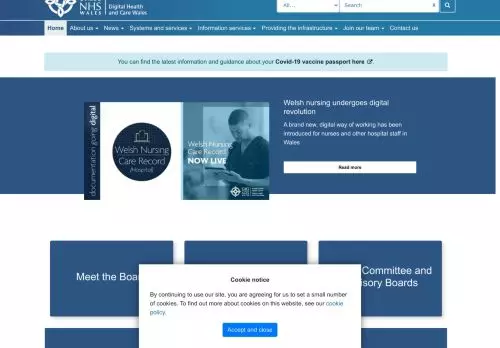 NHS
WALES
Digital Health
and Care Wales
All...
here
Home
About us
News
Systems and services
Information services
Providing the infrastructure
Join our team
Contact us
You can find the latest information and guidance about your Covid-19 vaccine passport here.
documentation going digital
Welsh Nursing
Care Record
(Hospital)
Welsh Nursing
Care Record
NOW LIVE
Welsh nursing undergoes digital
revolution
A brand new, digital way of working has been
introduced for nurses and other hospital staff in
Wales
Read more
Meet the Boa
Committee and
isory Boards
Cookie notice
By continuing to use our site, you are agreeing for us to set a small number
of cookies. To find out more about cookies on this website, see our cookie
policy.
Accept and close